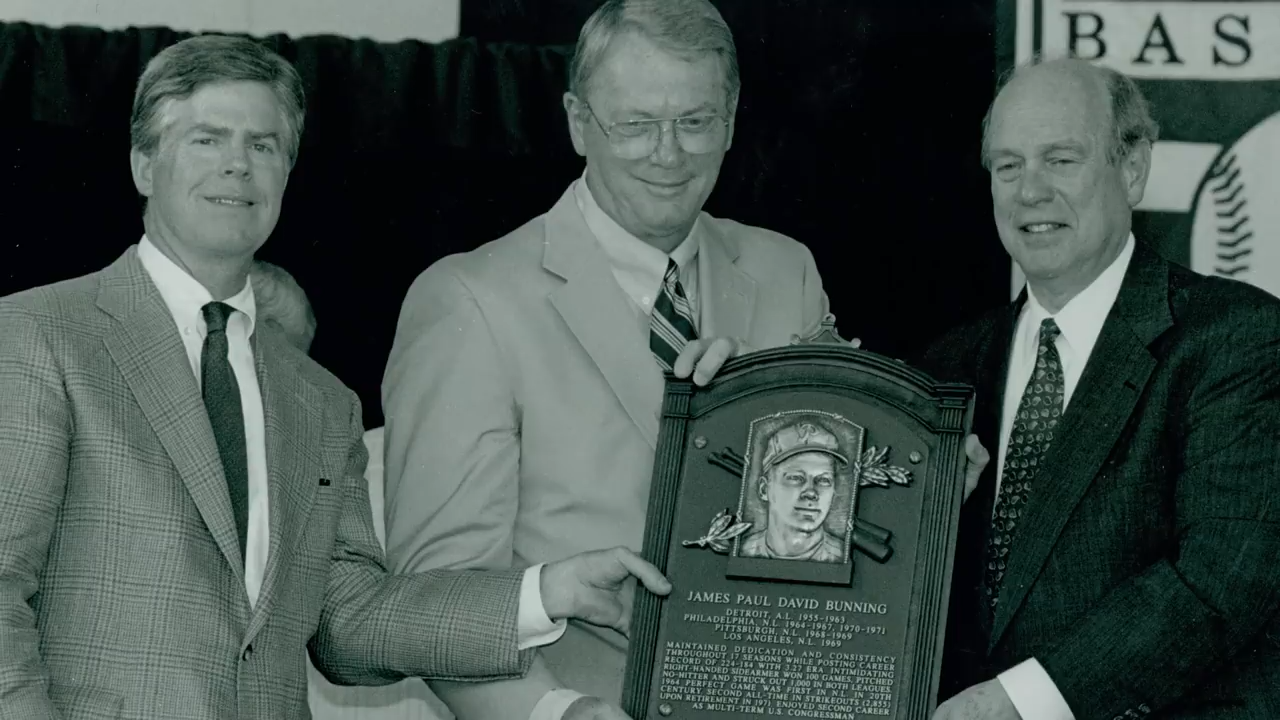 BAS
JAMES PAUL DAVID BUNNING
DETROIT, A.L. 1955-1963
PHILADELPHIA, N.L. 1964-1967, 1970-1971
PITTSBURGH, N.L. 1968-1969
LOS ANGELES, N.L. 1969
MAINTAINED DEDICATION AND CONSISTENCY
THROUGHOUT 17 SEASONS WHILE POSTING CAREER
RECORD OF 224-184 WITH 3.27 ERA. INTIMIDATING
RIGHT-HANDED SIDEARMER WON 100 GAMES, PITCHED
NO-HITTER AND STRUCK OUT 1,000 IN BOTH LEAGUES.
1964 PERFECT GAME WAS FIRST IN N.L. IN 20TH
CENTURY. SECOND ALL-TIME IN STRIKEOUTS (2,855)
UPON RETIREMENT IN 1971. ENJOYED SECOND CAREER
AS MULTI-TERM U.S. CONGRESSMAN